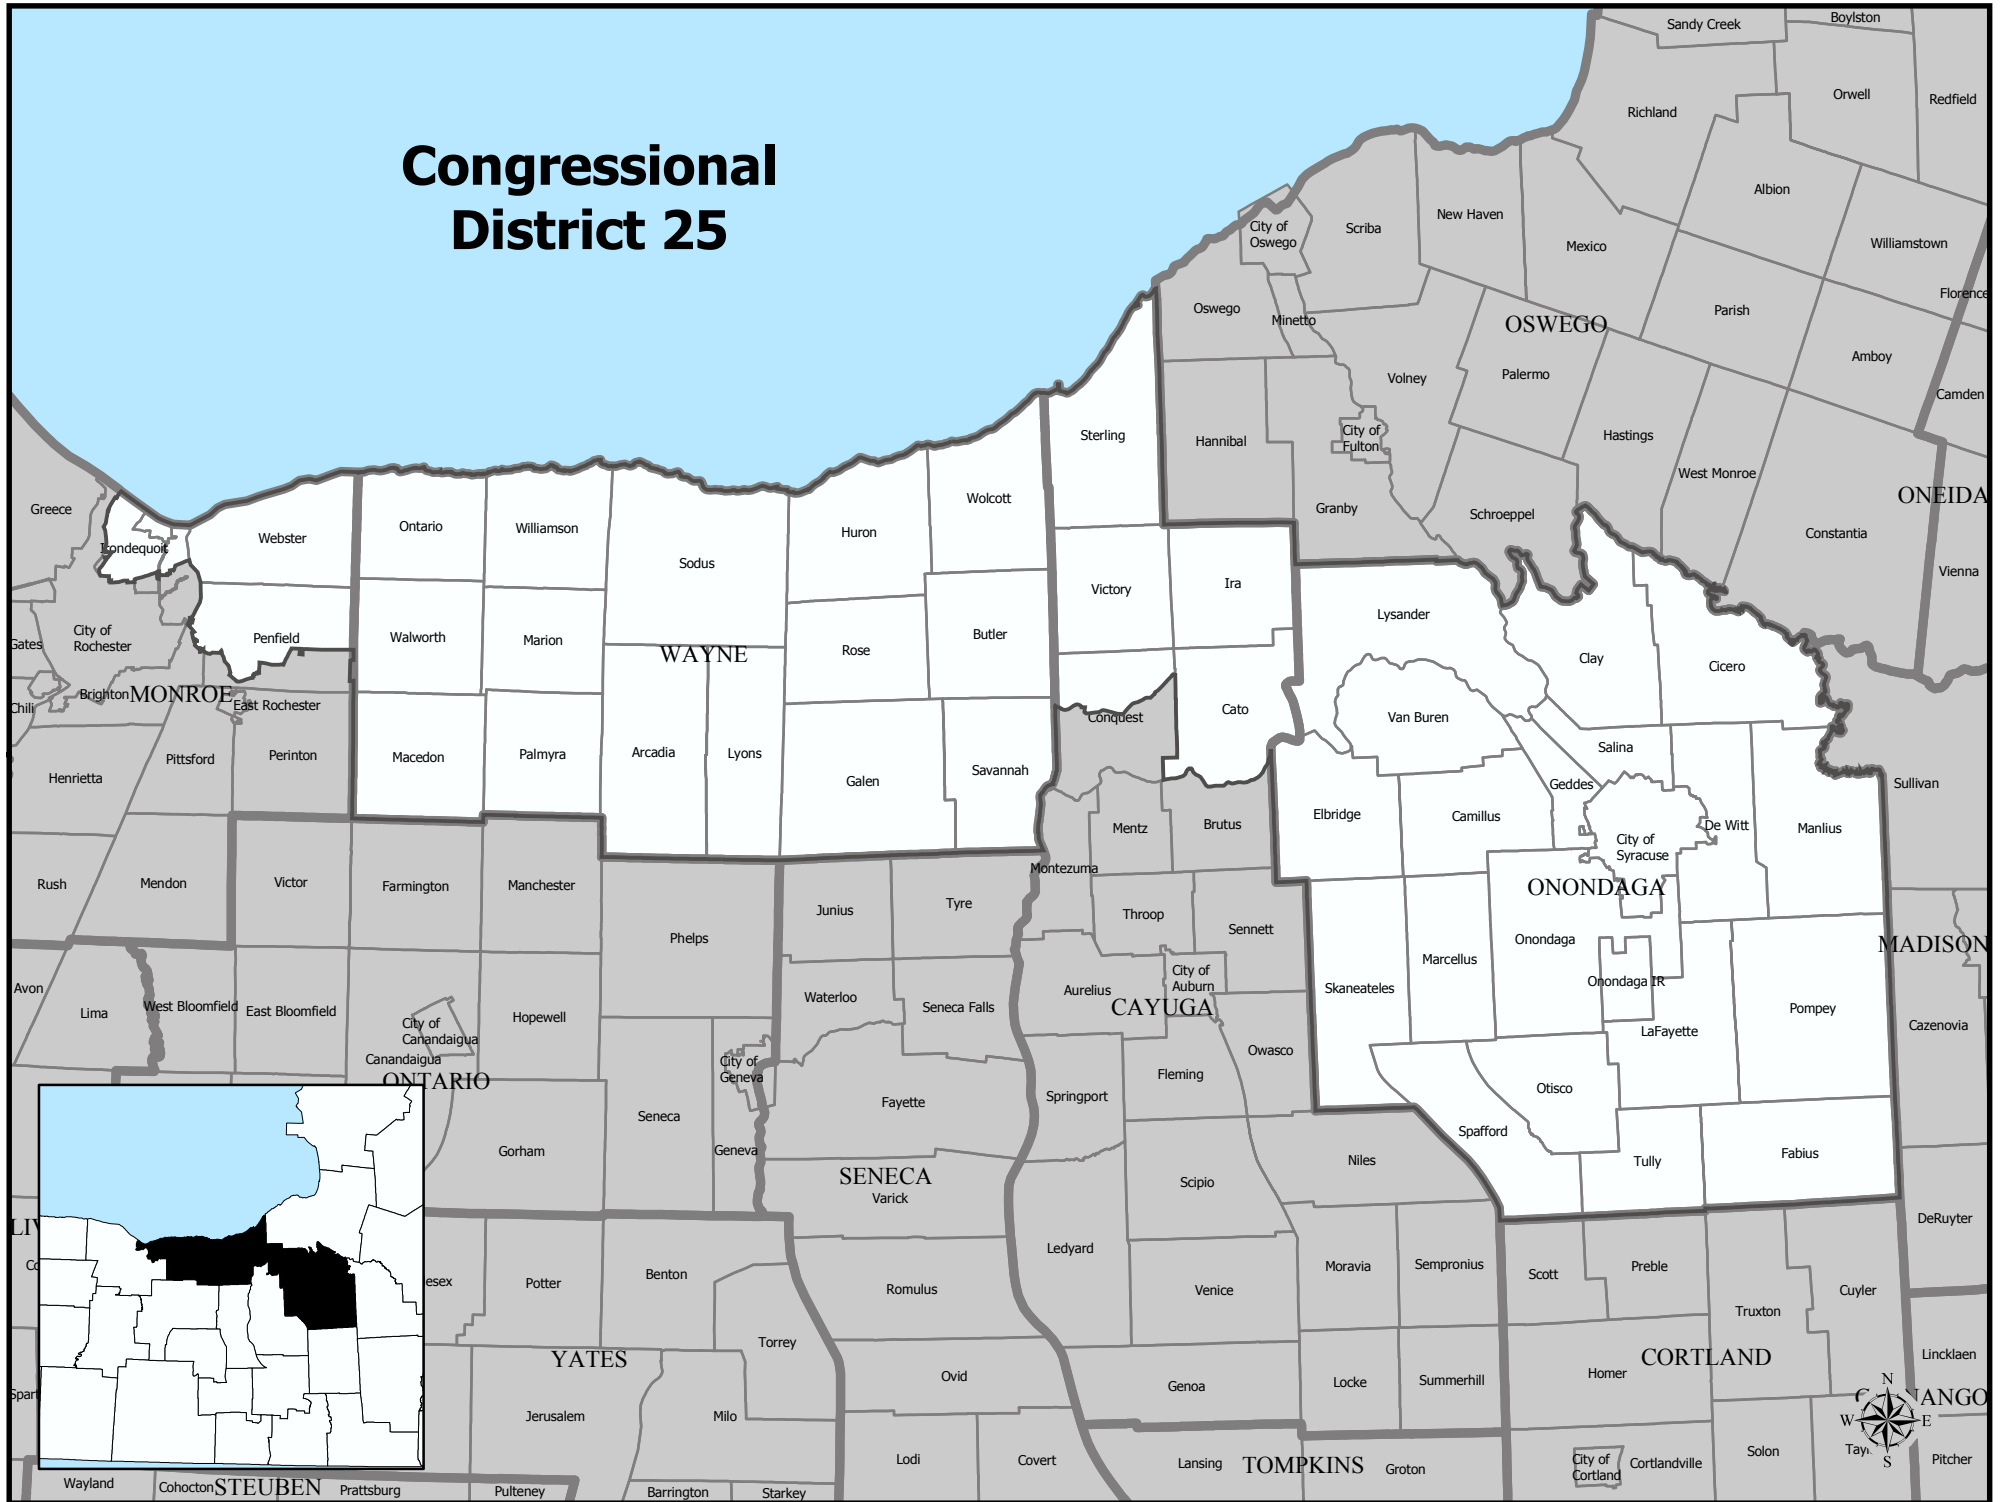 Sandy Creek
Boylston
Richland
Orwell
Redfield
Congressional
District 25
Albion
City of
Oswego
Scriba
New Haven
Mexico
Williamstown
Florence
Oswego
Minetto
OSWEGO
Parish
Amboy
Volney
Palermo
Camden
Sterling
Hannibal
City of
Fulton
Hastings
West Monroe
ONEIDA
Greece
Irondequoit
Webster
Ontario
Williamson
Sodus
Huron
Wolcott
Granby
Schroeppel
Constantia
Vienna
Victory
Ira
Lysander
Gates
City of
Rochester
Penfield
Walworth
Marion
WAYNE
Rose
Butler
Clay
Cicero
Chili
Brighton
MONROE
East Rochester
Conquest
Cato
Van Buren
Salina
Henrietta
Pittsford
Perinton
Macedon
Palmyra
Arcadia
Lyons
Galen
Savannah
Geddes
Sullivan
Mentz
Brutus
Elbridge
Camillus
City of
Syracuse
De Witt
Manlius
Rush
Mendon
Victor
Farmington
Manchester
Montezuma
ONONDAGA
Phelps
Junius
Tyre
Throop
Sennett
Onondaga
MADISON
Avon
Lima
West Bloomfield
East Bloomfield
City of
Canandaigua
Canandaigua
ONTARIO
Hopewell
Waterloo
Seneca Falls
Aurelius
City of
Auburn
CAYUGA
Skaneateles
Marcellus
Onondaga IR
LaFayette
Pompey
Cazenovia
City of
Geneva
Owasco
Fleming
Springport
Otisco
Seneca
Fayette
Gorham
Geneva
Spafford
Tully
Fabius
SENECA
Varick
Scipio
Niles
DeRuyter
LIV
Co
esex
Potter
Benton
Romulus
Ledyard
Venice
Moravia
Sempronius
Scott
Preble
Truxton
Cuyler
Torrey
YATES
Ovid
Genoa
Locke
Summerhill
Homer
CORTLAND
Lincklaen
Spart
Jerusalem
Milo
NANGO
N
W
E
S
Tay
Lodi
Covert
Lansing
TOMPKINS
Groton
City of
Cortland
Cortlandville
Solon
Pitcher
Wayland
Cohocton
STEUBEN
Prattsburg
Pulteney
Barrington
Starkey